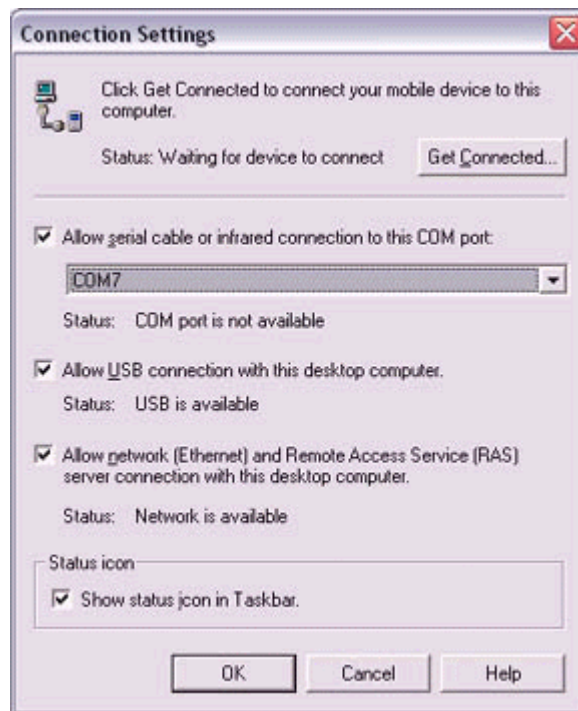 Connection Settings
Click Get Connected to connect your mobile device to this
computer.
Status: Waiting for device to connect
Get Connected...
Allow serial cable or infrared connection to this COM port:
COM7
Status: COM port is not available
Allow USB connection with this desktop computer.
Status: USB is available
Allow network (Ethernet) and Remote Access Service (RAS)
server connection with this desktop computer.
Status: Network is available
Status icon
Show status icon in Taskbar.
OK Cancel Help